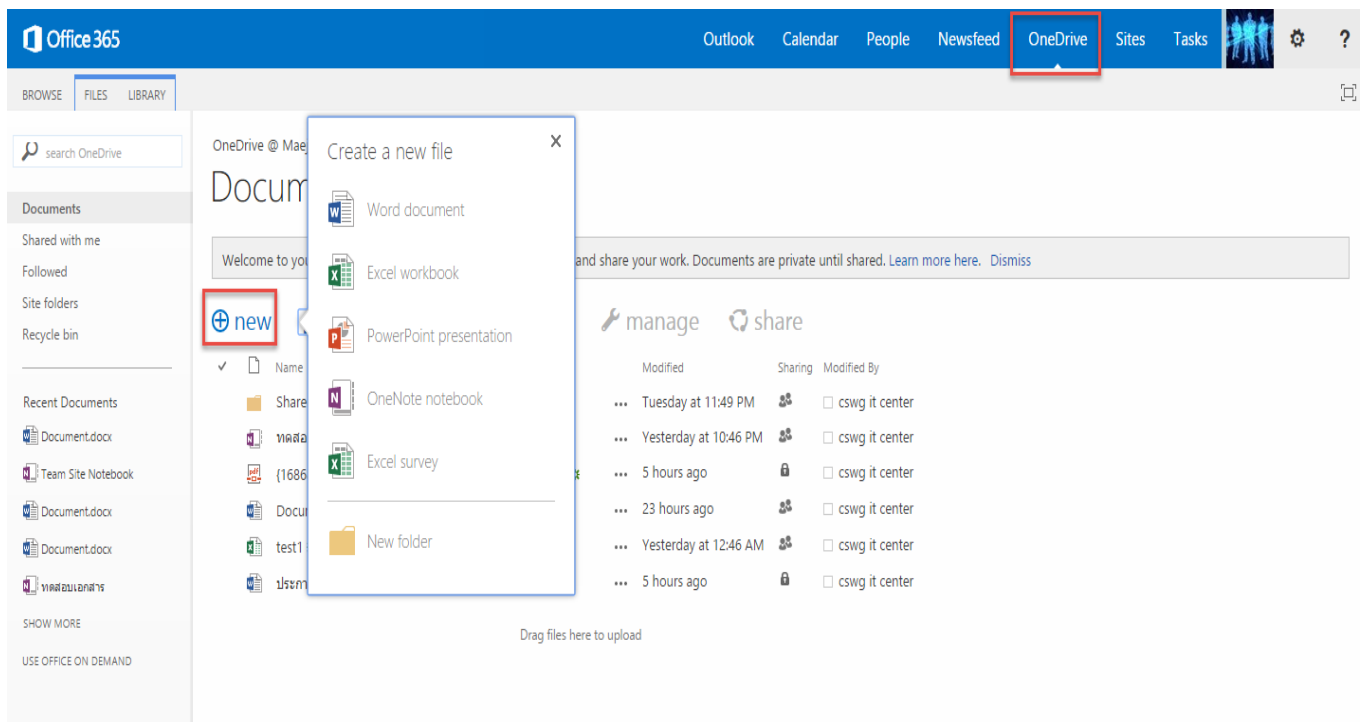 Office 365
Outlook Calendar People Newsfeed OneDrive Sites Tasks ?
BROWSE FILES LIBRARY
search OneDrive
Documents
Shared with me
Followed
Site folders
Recycle bin
Recent Documents
Document.docx
Team Site Notebook
Document.docx
Document.docx
ทดสอบเอกสาร
SHOW MORE
USE OFFICE ON DEMAND
OneDrive @ Maej
Docum
Welcome to you and share your work. Documents are private until shared. Learn more here. Dismiss
new manage share
Name Modified Sharing Modified By
Share ... Tuesday at 11:49 PM cswg it center
ทดสอ ... Yesterday at 10:46 PM cswg it center
{1686 ... 5 hours ago cswg it center
Docu ... 23 hours ago cswg it center
test1 ... Yesterday at 12:46 AM cswg it center
ประกา ... 5 hours ago cswg it center
Drag files here to upload
Create a new file X
Word document
Excel workbook
PowerPoint presentation
OneNote notebook
Excel survey
New folder